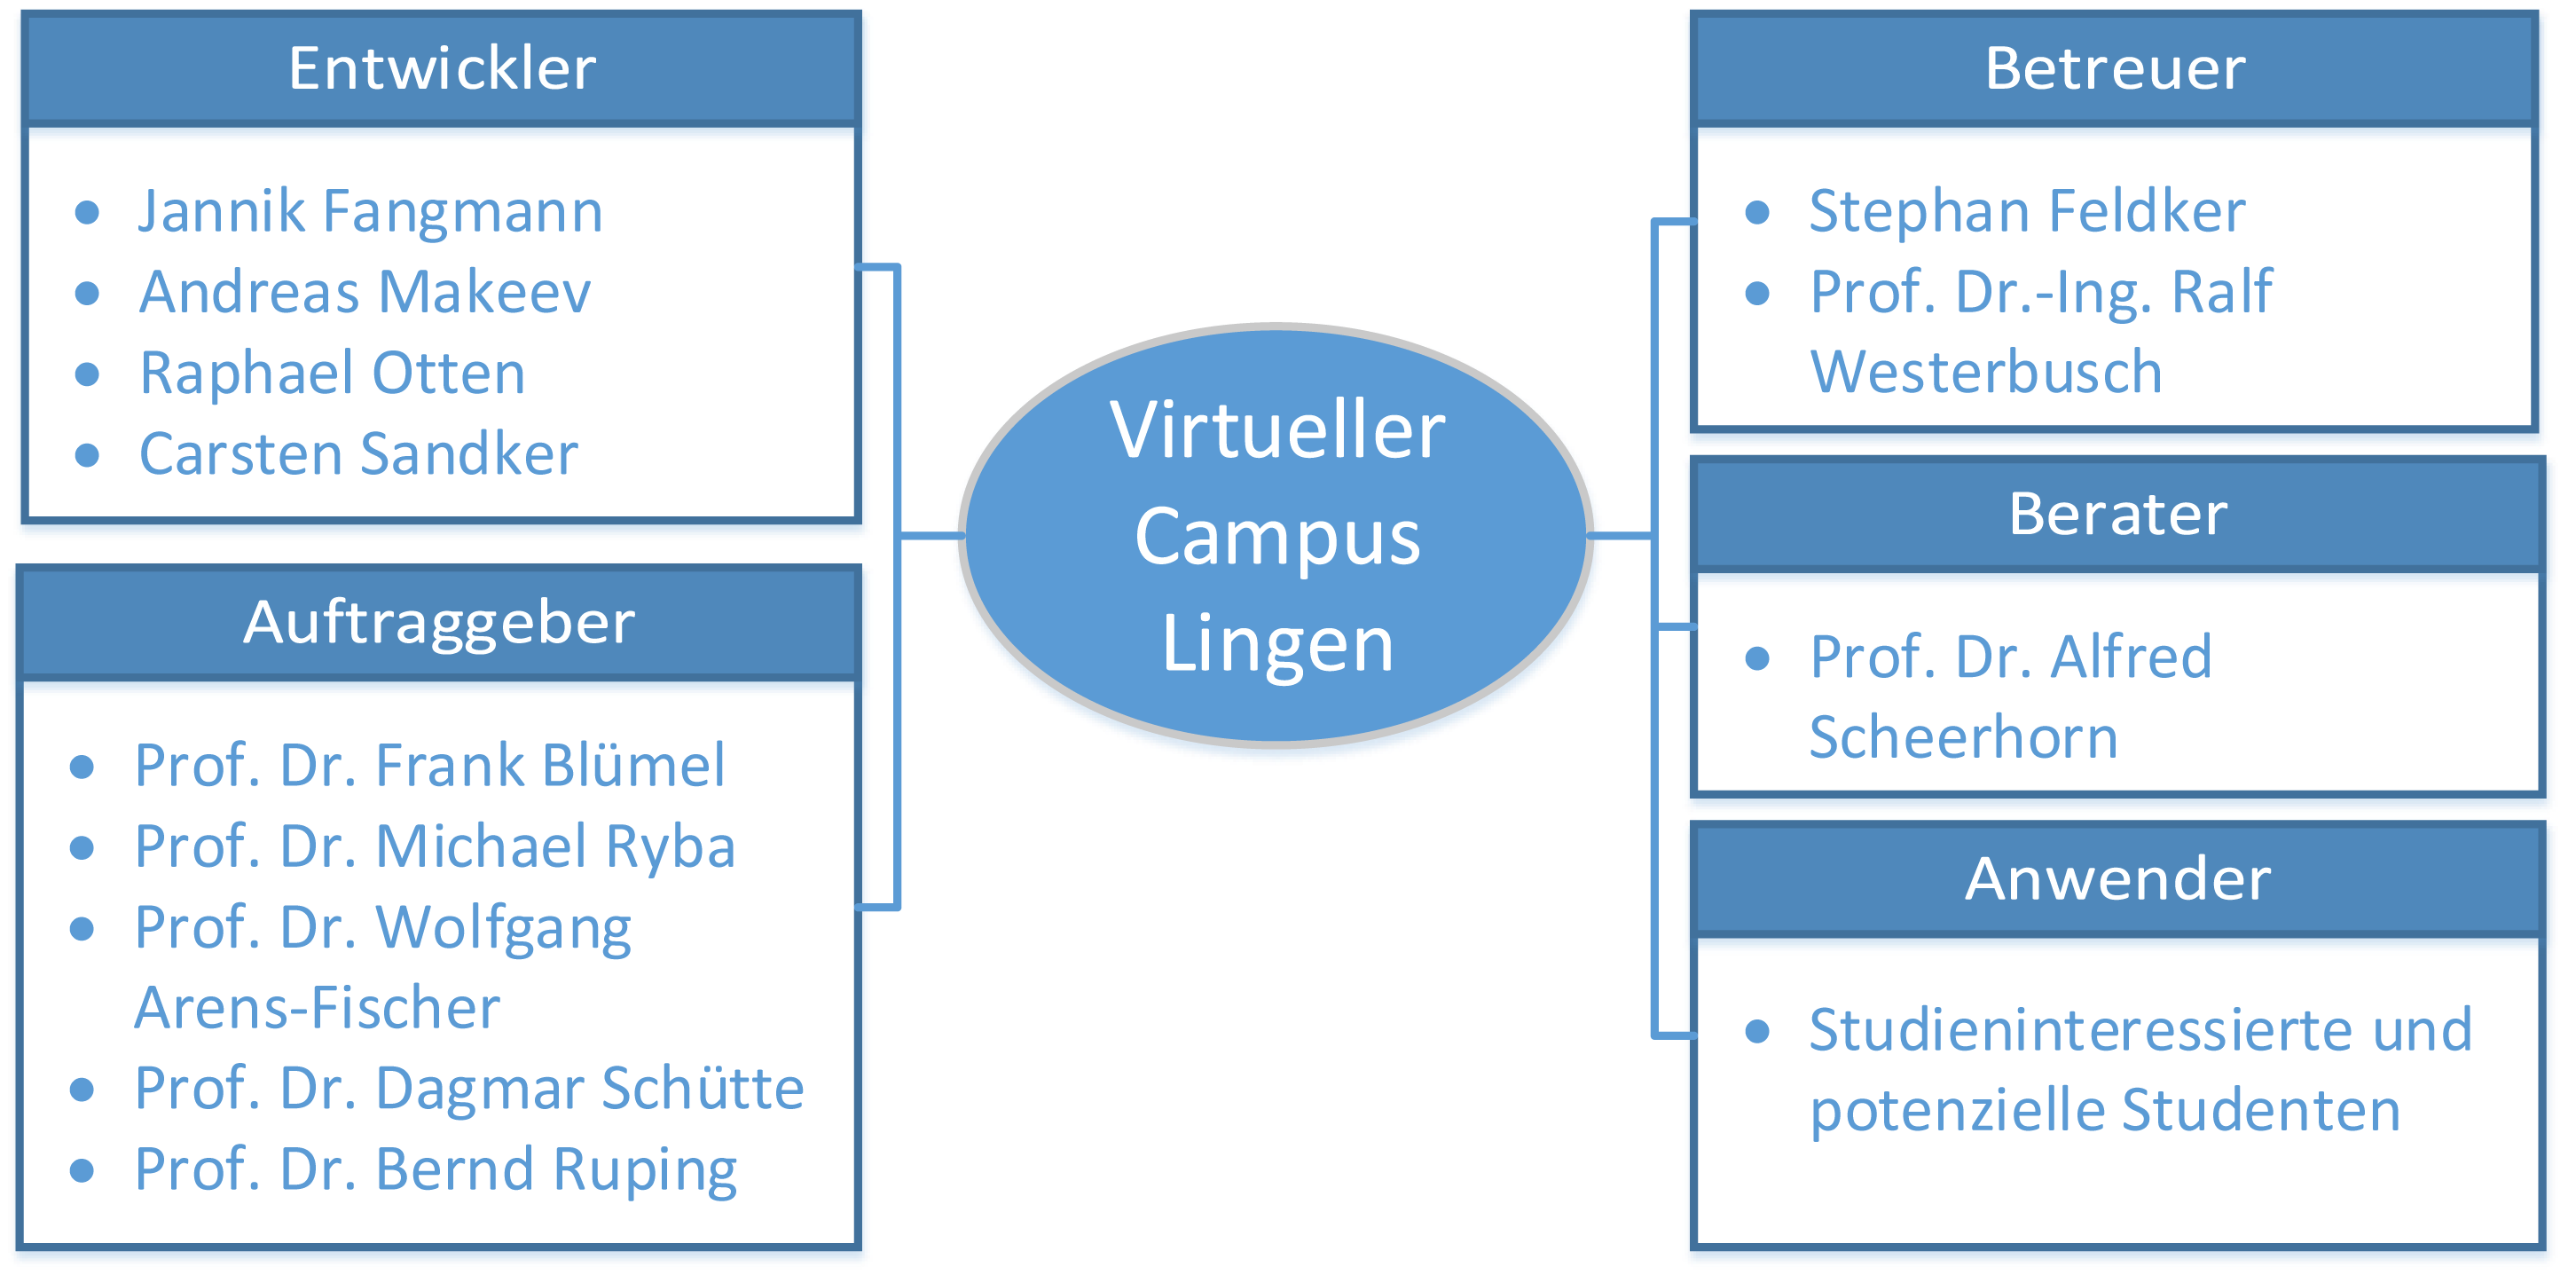 Entwickler
• Jannik Fangmann
• Andreas Makeev
• Raphael Otten
• Carsten Sandker
Auftraggeber
• Prof. Dr. Frank Blümel
• Prof. Dr. Michael Ryba
• Prof. Dr. Wolfgang
Arens-Fischer
• Prof. Dr. Dagmar Schütte
• Prof. Dr. Bernd Ruping
Virtueller
Campus
Lingen
Betreuer
• Stephan Feldker
• Prof. Dr.-Ing. Ralf
Westerbusch
Berater
• Prof. Dr. Alfred
Scheerhorn
Anwender
• Studieninteressierte und
potenzielle Studenten